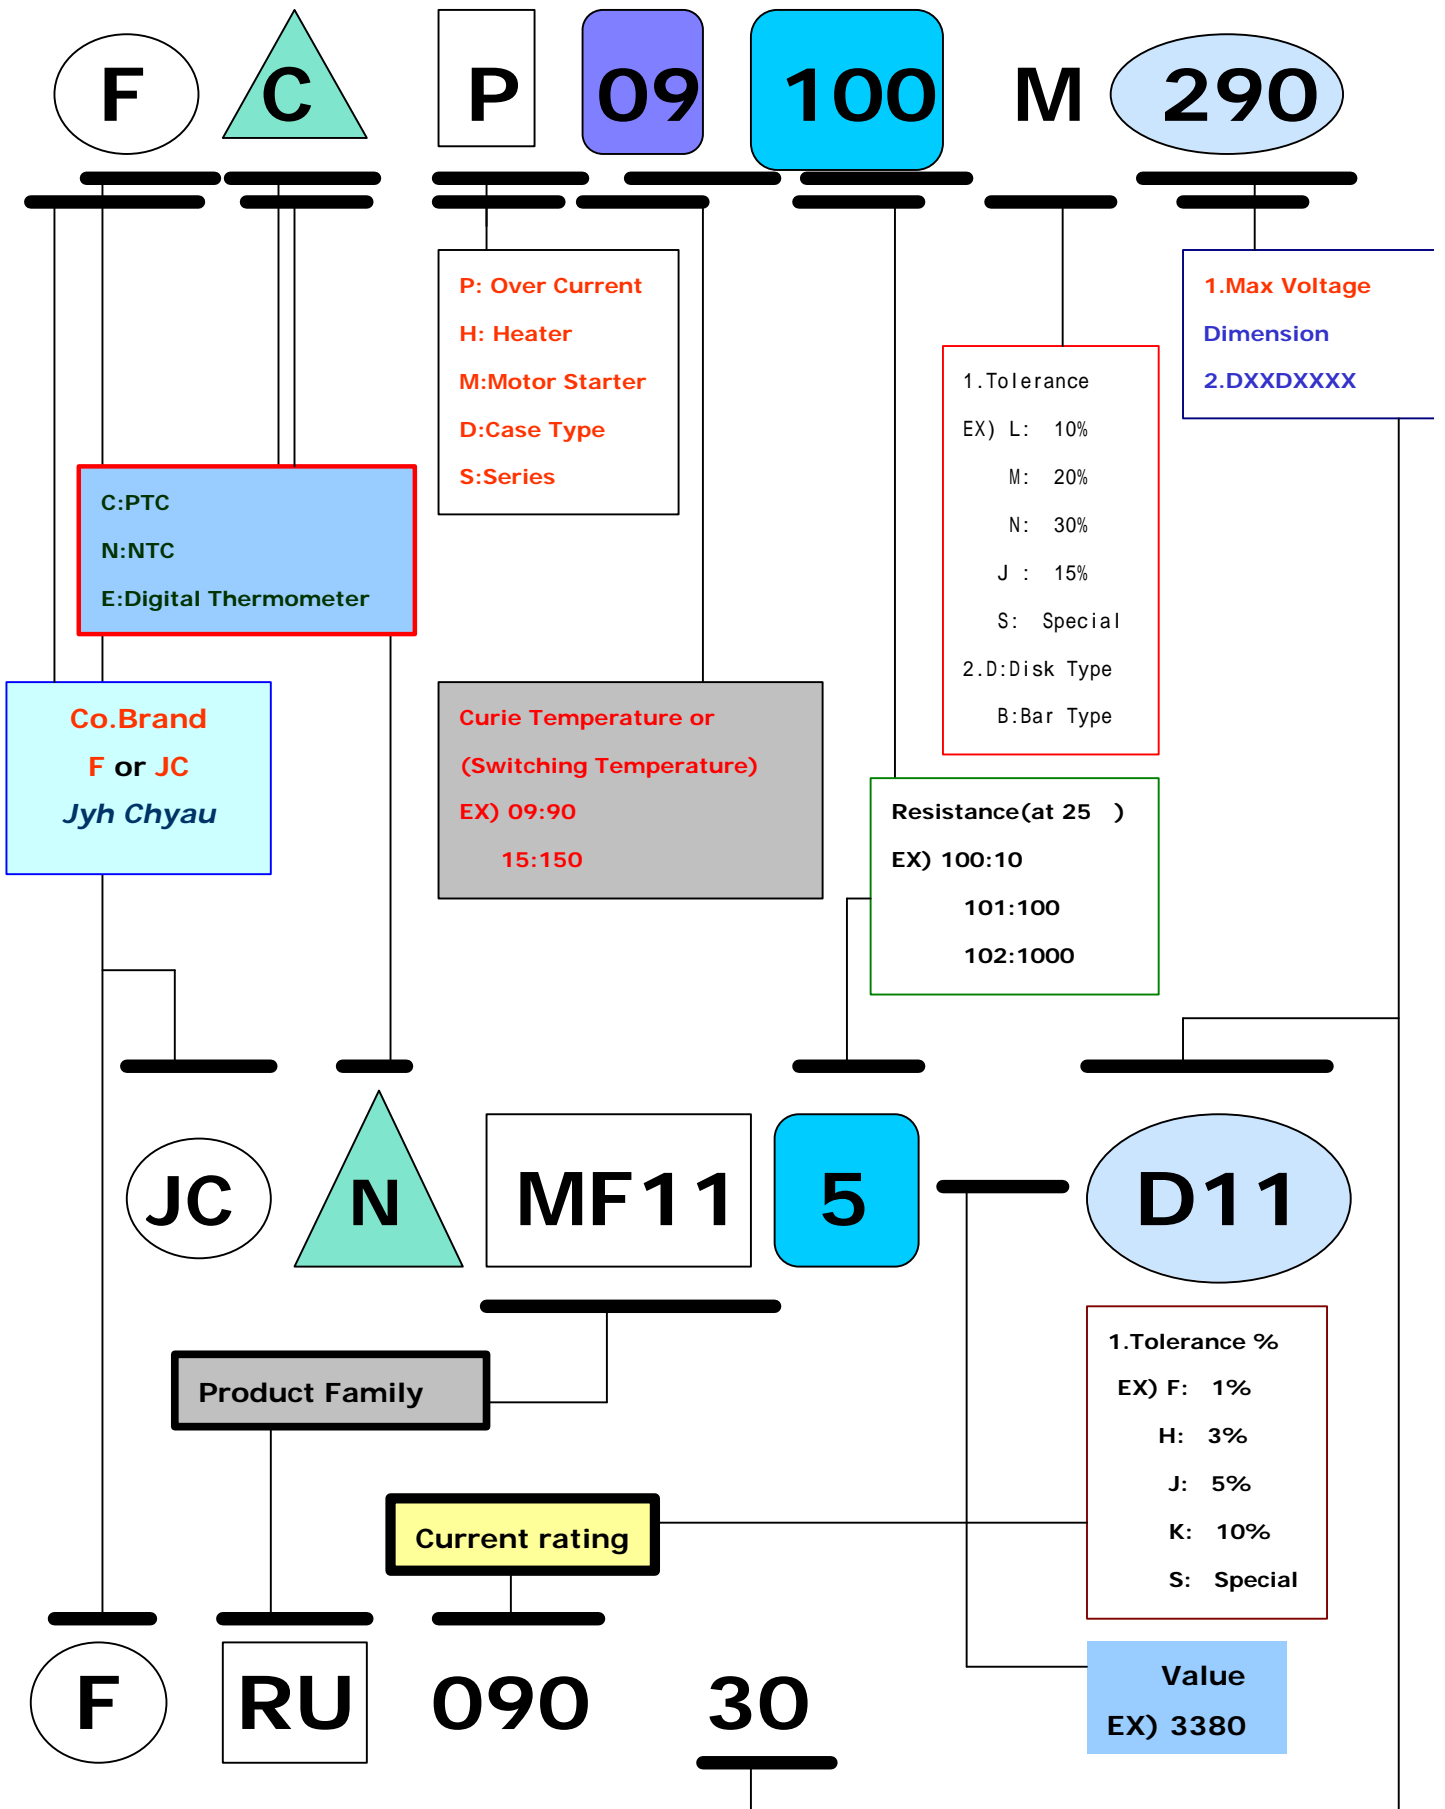 F C P 09 100 M 290
P: Over Current
H: Heater
M:Motor Starter
D:Case Type
S:Series
1.Max Voltage
Dimension
2.DXXDXXXX
1.Tolerance
EX) L: 10%
M: 20%
N: 30%
J : 15%
S: Special
2.D:Disk Type
B:Bar Type
C:PTC
N:NTC
E:Digital Thermometer
Co.Brand
F or JC
Jyh Chyau
Curie Temperature or
(Switching Temperature)
EX) 09:90
15:150
Resistance(at 25 )
EX) 100:10
101:100
102:1000
JC N MF11 5 D11
Product Family
1.Tolerance %
EX) F: 1%
H: 3%
J: 5%
K: 10%
S: Special
Current rating
Value
EX) 3380
F RU 090 30